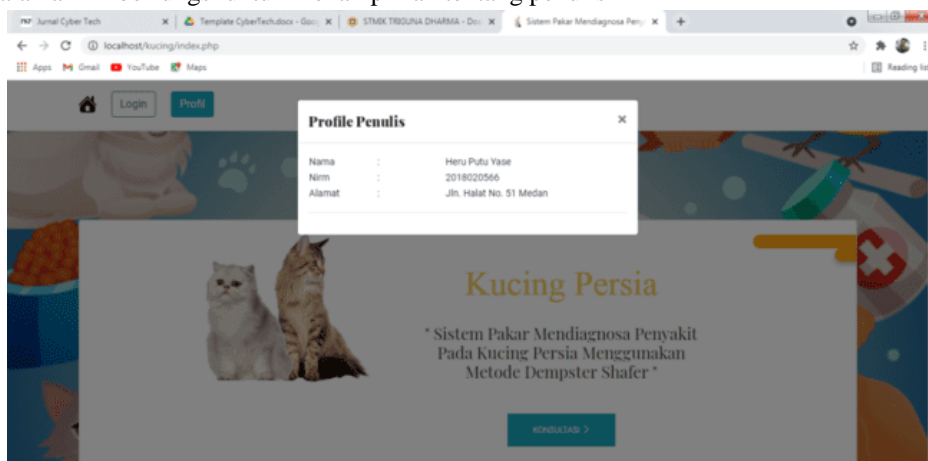 PKP Jurnal Cyber Tech
Template CyberTech.docx - Goo
STMIK TRIGUNA DHARMA - Do
Sistem Pakar Mendiagnosa Peny
localhost/kucing/index.php
Apps Gmail YouTube Maps Reading list
Login Profil
Profile Penulis ×
Nama : Heru Putu Yase
Nirm : 2018020566
Alamat : Jln. Halat No. 51 Medan
Kucing Persia
" Sistem Pakar Mendiagnosa Penyakit
Pada Kucing Persia Menggunakan
Metode Dempster Shafer "
KONSULTASI >